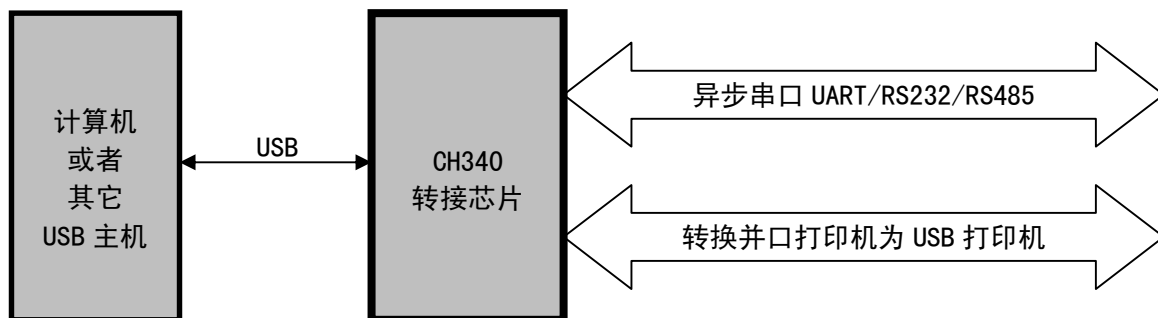 计算机
或者
其它
USB 主机
USB
CH340
转接芯片
异步串口 UART/RS232/RS485
转换并口打印机为 USB 打印机